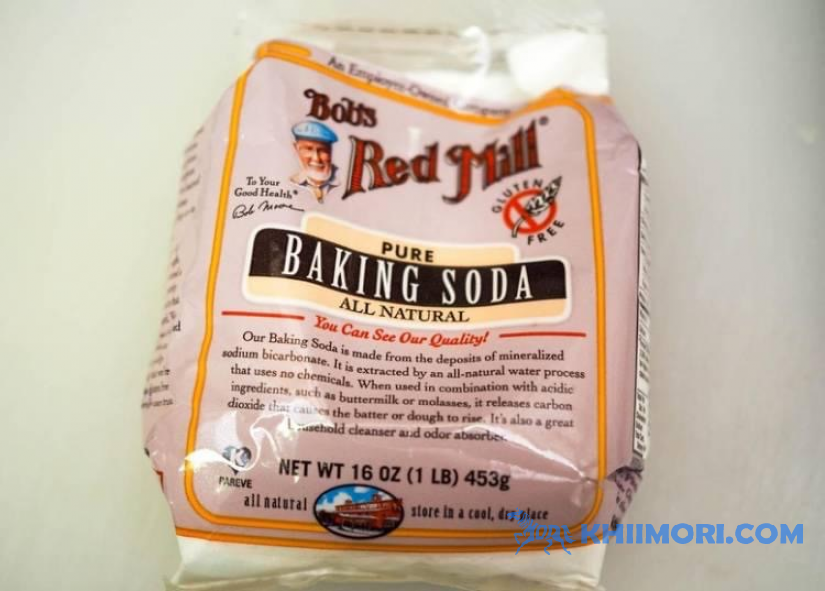 An Employee-Owned Company
Bob's
Red Mill®
To Your
Good Health®
Bob Moore
GLUTEN
FREE
PURE
BAKING SODA
ALL NATURAL
You Can See Our Quality!
Our Baking Soda is made from the deposits of mineralized
sodium bicarbonate. It is extracted by an all-natural water process
that uses no chemicals. When used in combination with acidic
ingredients, such as buttermilk or molasses, it releases carbon
dioxide that causes the batter or dough to rise. It's also a great
household cleanser and odor absorber.
K
PAREVE
NET WT 16 OZ (1 LB) 453g
all natural
store in a cool, dry place
KHIIMORI.COM